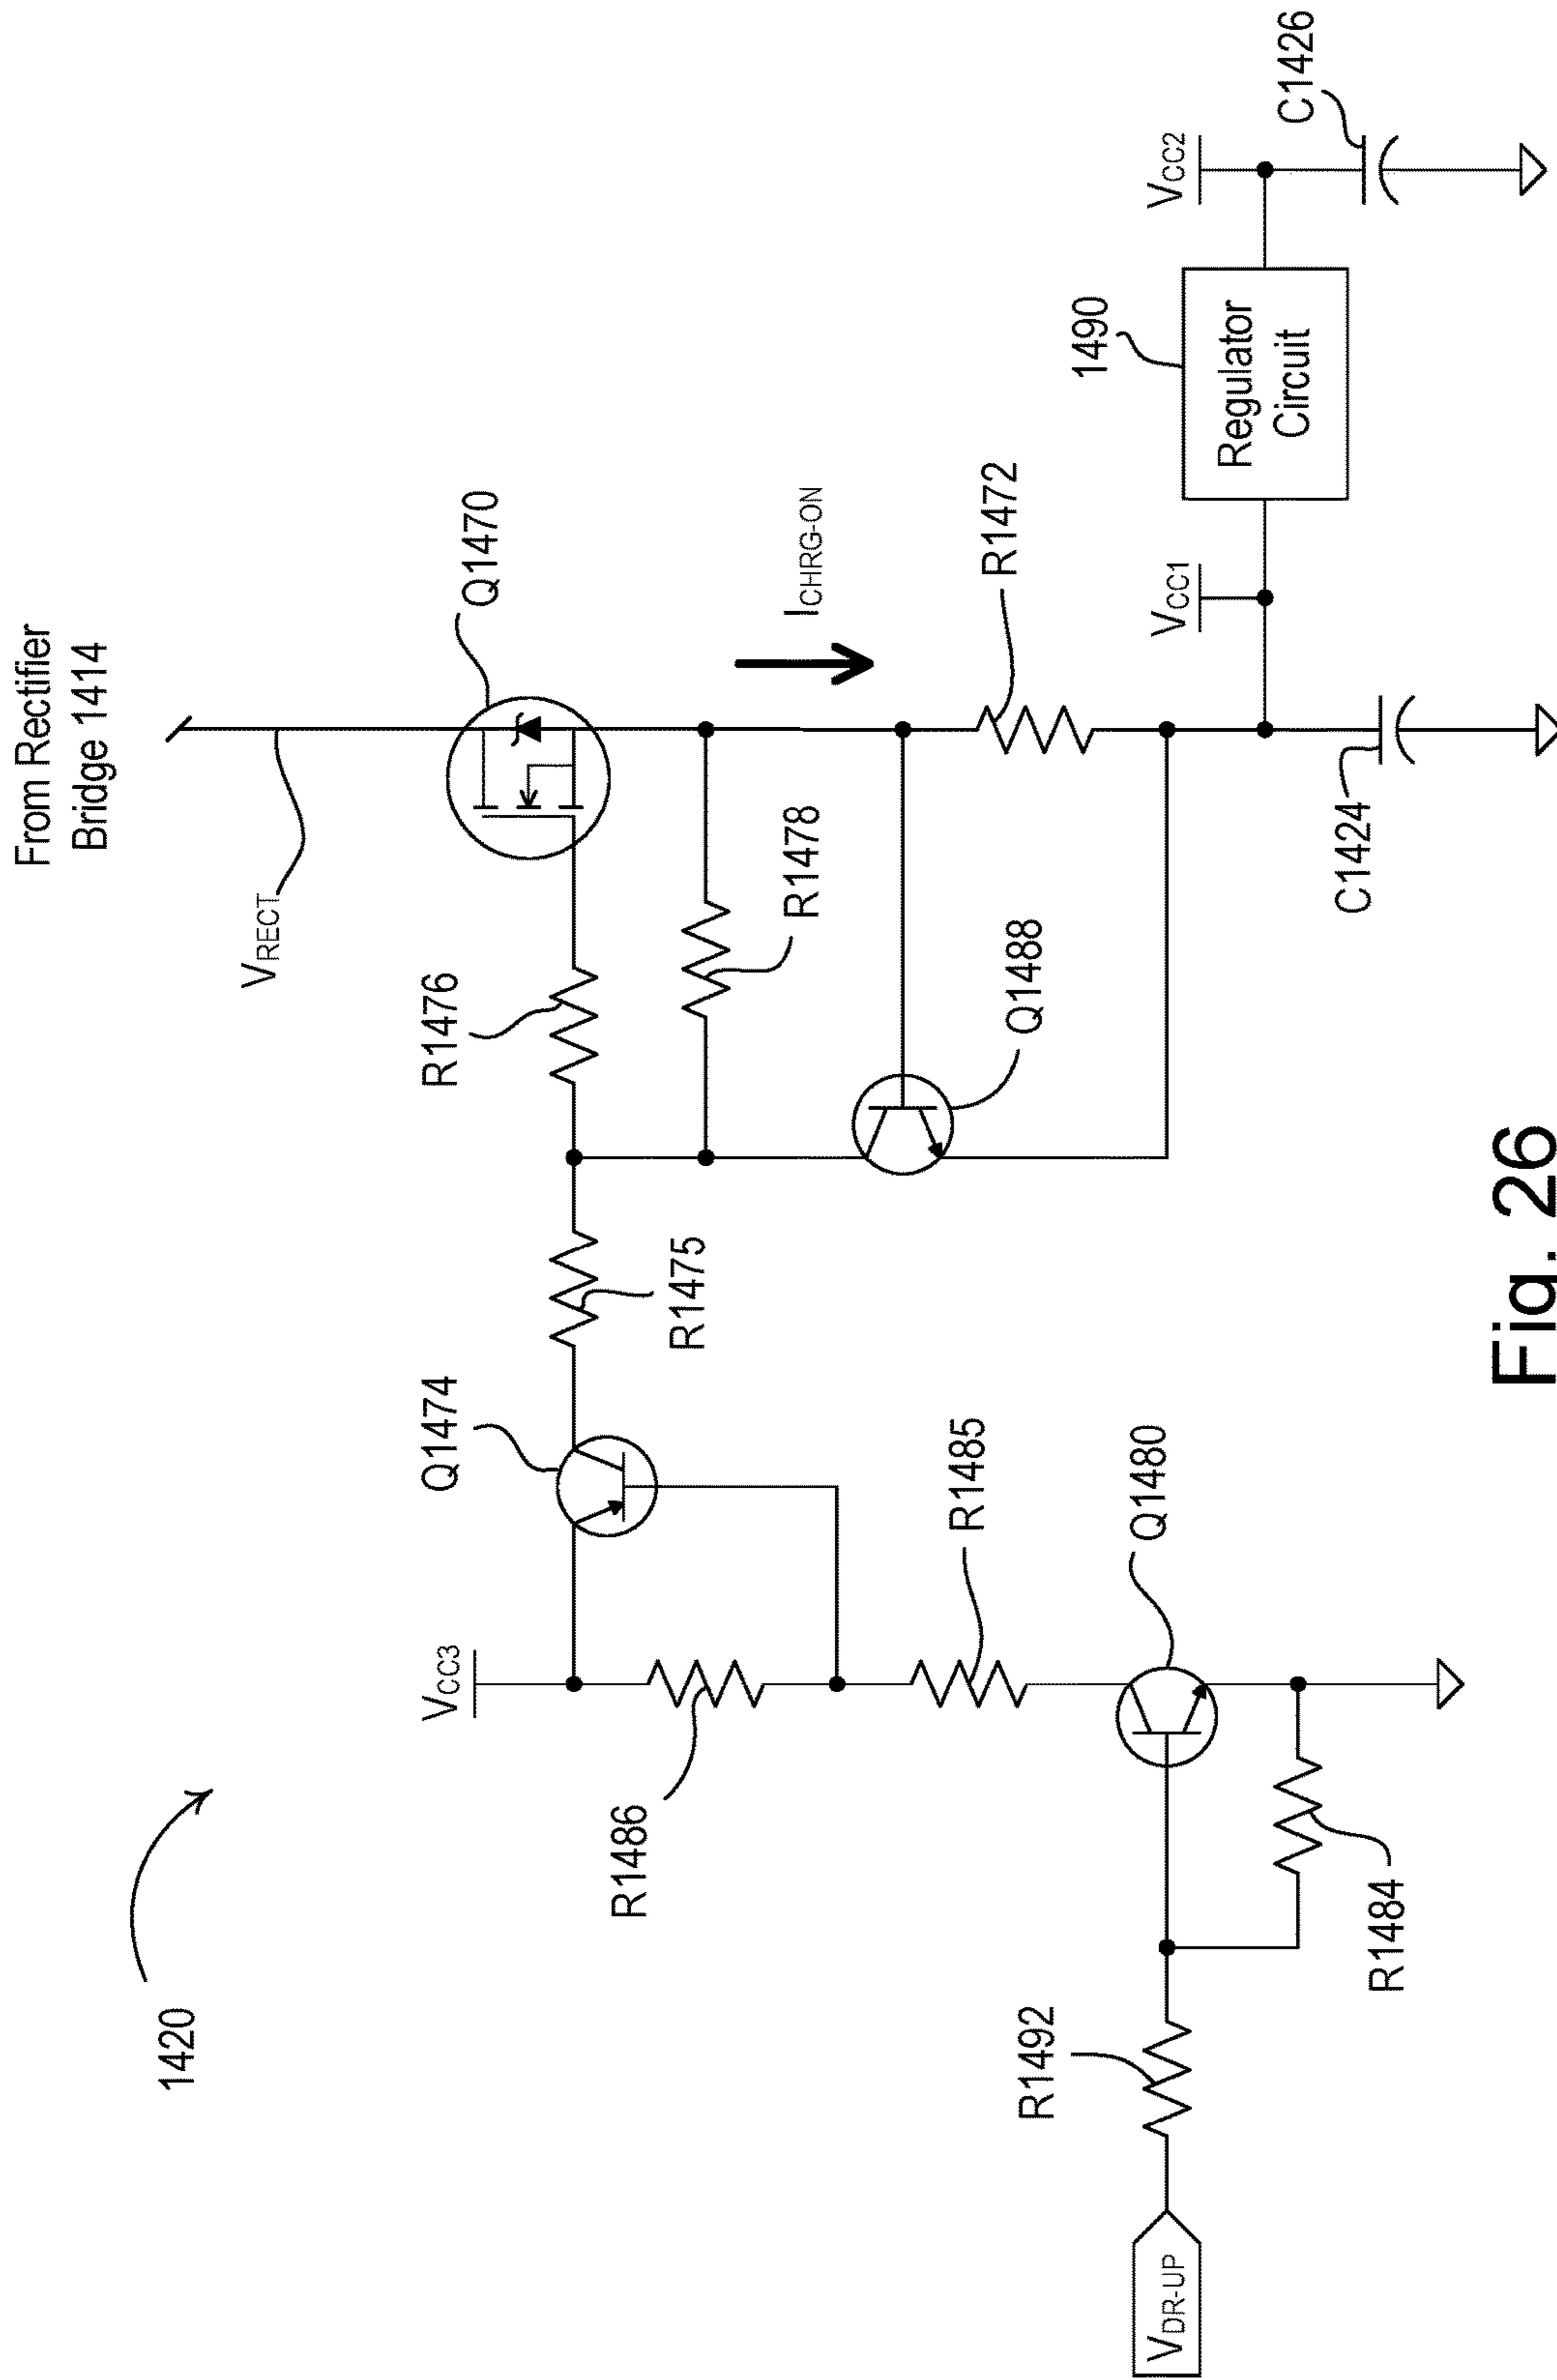 From Rectifier
Bridge 1414
VRECT
Q1470
ICHRG-ON
R1476
R1478
R1472
Q1488
R1475
Q1474
VCC3
R1486
R1485
Q1480
R1484
R1492
VDR-UP
1420
VCC1
C1424
1490
Regulator
Circuit
VCC2
C1426
Fig. 26